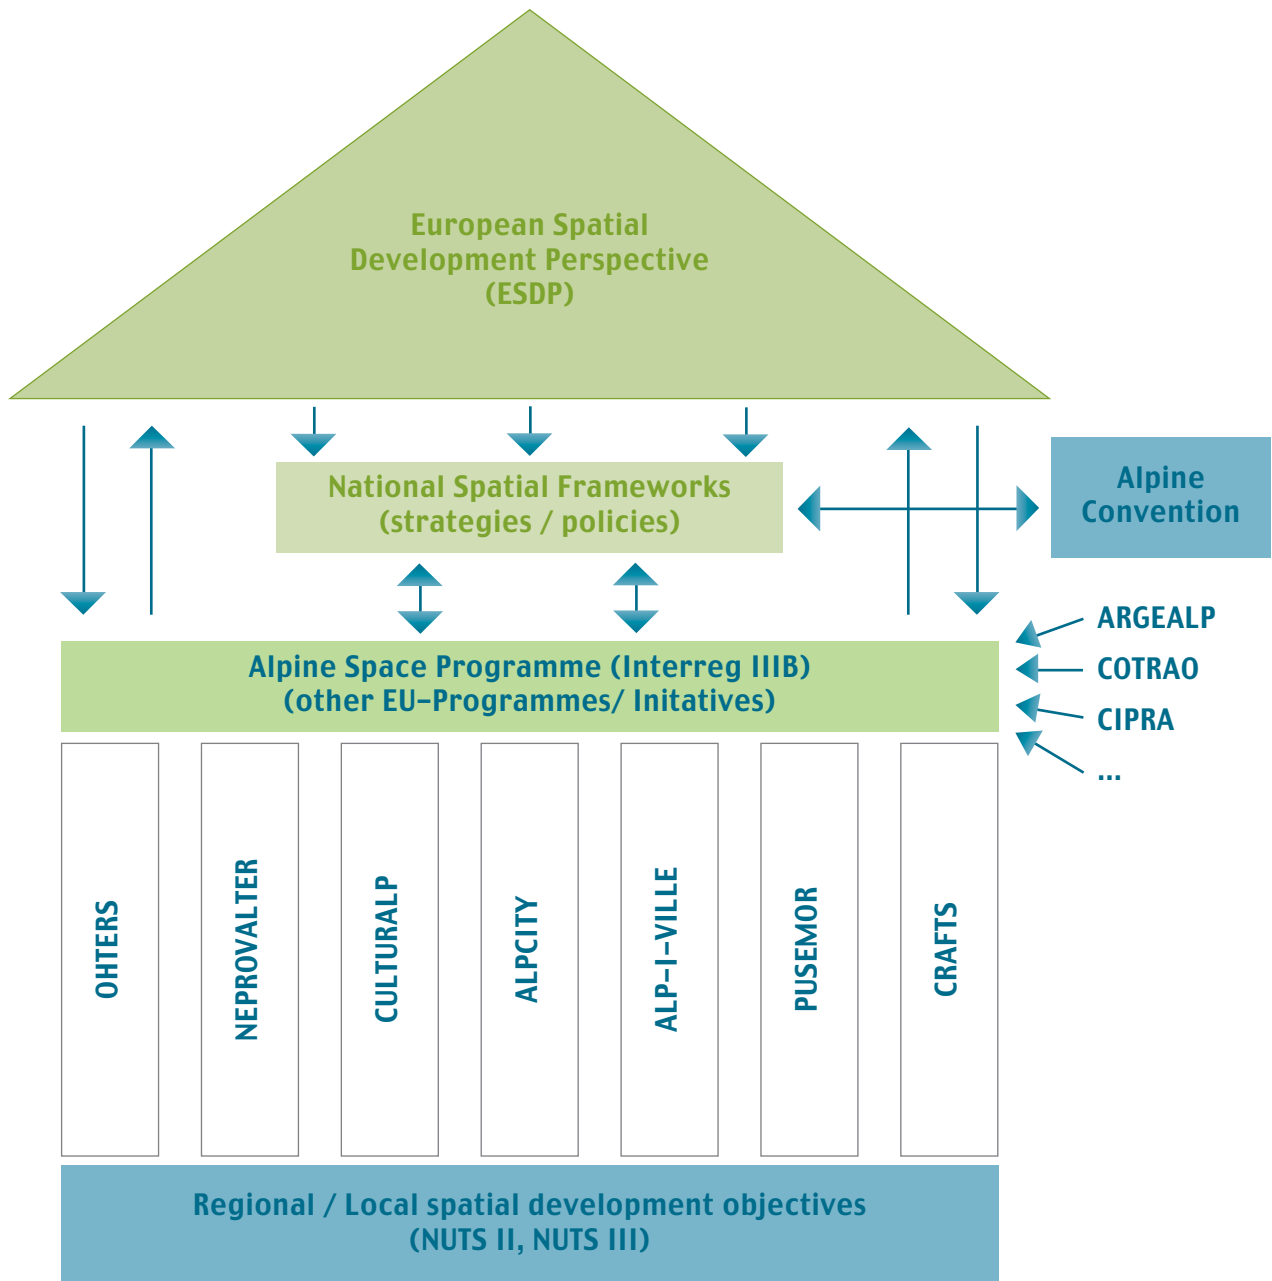 European Spatial
Development Perspective
(ESDP)
National Spatial Frameworks
(strategies / policies)
Alpine
Convention
Alpine Space Programme (Interreg IIIB)
(other EU-Programmes/ Initatives)
ARGEALP
COTRAO
CIPRA
...
OHTERS
NEPROVALTER
CULTURALP
ALPCITY
ALP-I-VILLE
PUSEMOR
CRAFTS
Regional / Local spatial development objectives
(NUTS II, NUTS III)